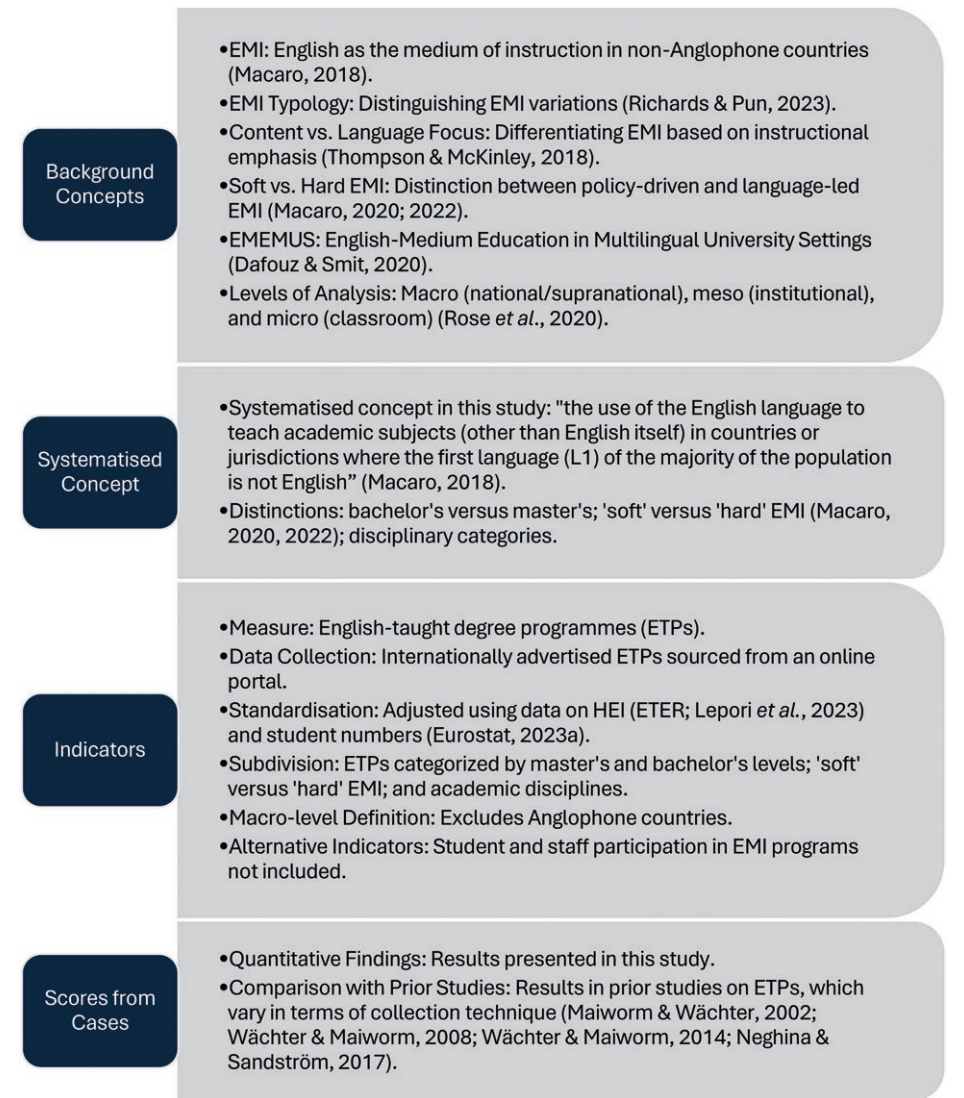 Background
Concepts
•EMI: English as the medium of instruction in non-Anglophone countries
(Macaro, 2018).
•EMI Typology: Distinguishing EMI variations (Richards & Pun, 2023).
•Content vs. Language Focus: Differentiating EMI based on instructional
emphasis (Thompson & McKinley, 2018).
•Soft vs. Hard EMI: Distinction between policy-driven and language-led
EMI (Macaro, 2020; 2022).
•EMEMUS: English-Medium Education in Multilingual University Settings
(Dafouz & Smit, 2020).
•Levels of Analysis: Macro (national/supranational), meso (institutional),
and micro (classroom) (Rose et al., 2020).
Systematised
Concept
•Systematised concept in this study: "the use of the English language to
teach academic subjects (other than English itself) in countries or
jurisdictions where the first language (L1) of the majority of the population
is not English” (Macaro, 2018).
•Distinctions: bachelor's versus master's; 'soft' versus 'hard' EMI (Macaro,
2020, 2022); disciplinary categories.
Indicators
•Measure: English-taught degree programmes (ETPs).
•Data Collection: Internationally advertised ETPs sourced from an online
portal.
•Standardisation: Adjusted using data on HEI (ETER; Lepori et al., 2023)
and student numbers (Eurostat, 2023a).
•Subdivision: ETPs categorized by master's and bachelor's levels; 'soft'
versus 'hard' EMI; and academic disciplines.
•Macro-level Definition: Excludes Anglophone countries.
•Alternative Indicators: Student and staff participation in EMI programs
not included.
Scores from
Cases
•Quantitative Findings: Results presented in this study.
•Comparison with Prior Studies: Results in prior studies on ETPs, which
vary in terms of collection technique (Maiworm & Wächter, 2002;
Wächter & Maiworm, 2008; Wächter & Maiworm, 2014; Neghina &
Sandström, 2017).